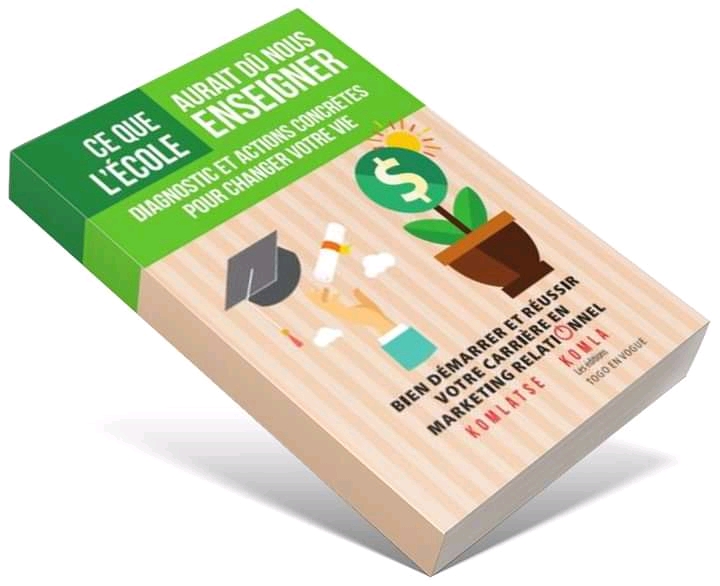 CE QUE
L'ÉCOLE
AURAIT DÛ NOUS
ENSEIGNER
DIAGNOSTIC ET ACTIONS CONCRÈTES
POUR CHANGER VOTRE VIE
$
BIEN DÉMARRER ET RÉUSSIR
VOTRE CARRIÈRE EN
MARKETING RELATIONNEL
KOMLATSE KOMLA
Les éditions
TOGO EN VOGUE